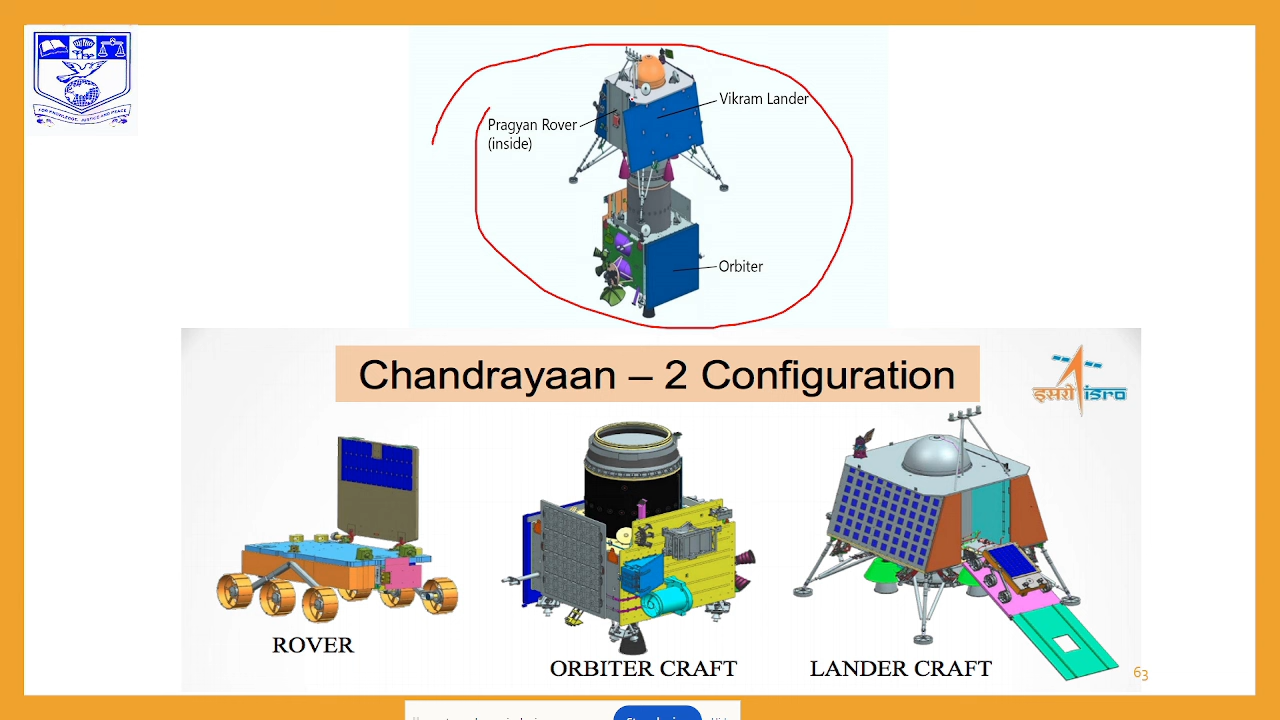 Vikram Lander
Pragyan Rover
(inside)
Orbiter
Chandrayaan – 2 Configuration
इसरो isro
ROVER
ORBITER CRAFT
LANDER CRAFT
63